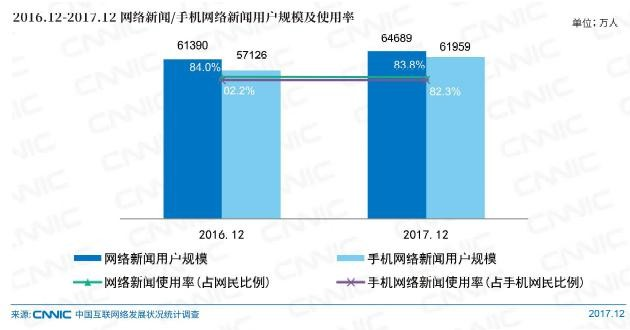 2016.12-2017.12 网络新闻/手机网络新闻用户规模及使用率
单位:万人
61390
57126
64689
61959
84.0%
83.8%
82.2%
82.3%
2016.12
2017.12
网络新闻用户规模
手机网络新闻用户规模
网络新闻使用率(占网民比例)
手机网络新闻使用率(占手机网民比例)
来源: CNNIC 中国互联网络发展状况统计调查
2017.12